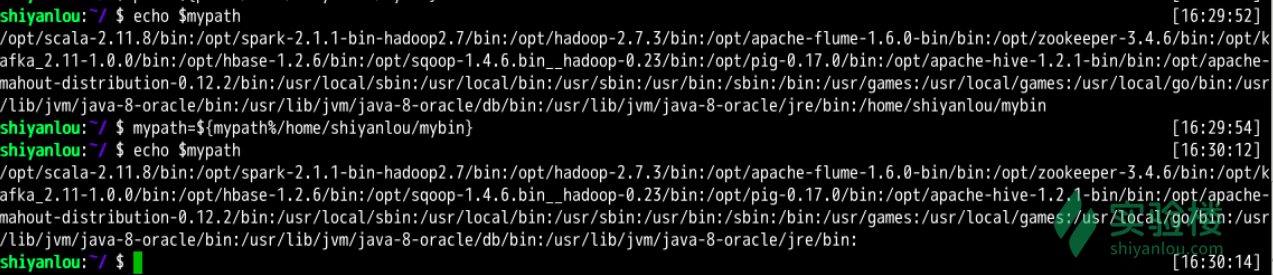 shiyanlou:~/ $ echo $mypath [16:29:52]
/opt/scala-2.11.8/bin:/opt/spark-2.1.1-bin-hadoop2.7/bin:/opt/hadoop-2.7.3/bin:/opt/apache-flume-1.6.0-bin/bin:/opt/zookeeper-3.4.6/bin:/opt/k
afka_2.11-1.0.0/bin:/opt/hbase-1.2.6/bin:/opt/sqoop-1.4.6.bin__hadoop-0.23/bin:/opt/pig-0.17.0/bin:/opt/apache-hive-1.2.1-bin/bin:/opt/apache-
mahout-distribution-0.12.2/bin:/usr/local/sbin:/usr/local/bin:/usr/sbin:/usr/bin:/sbin:/bin:/usr/games:/usr/local/games:/usr/local/go/bin:/usr
/lib/jvm/java-8-oracle/bin:/usr/lib/jvm/java-8-oracle/db/bin:/usr/lib/jvm/java-8-oracle/jre/bin:/home/shiyanlou/mybin
shiyanlou:~/ $ mypath=${mypath%/home/shiyanlou/mybin} [16:29:54]
shiyanlou:~/ $ echo $mypath [16:30:12]
/opt/scala-2.11.8/bin:/opt/spark-2.1.1-bin-hadoop2.7/bin:/opt/hadoop-2.7.3/bin:/opt/apache-flume-1.6.0-bin/bin:/opt/zookeeper-3.4.6/bin:/opt/k
afka_2.11-1.0.0/bin:/opt/hbase-1.2.6/bin:/opt/sqoop-1.4.6.bin__hadoop-0.23/bin:/opt/pig-0.17.0/bin:/opt/apache-hive-1.2.1-bin/bin:/opt/apache-
mahout-distribution-0.12.2/bin:/usr/local/sbin:/usr/local/bin:/usr/sbin:/usr/bin:/sbin:/bin:/usr/games:/usr/local/games:/usr/local/go/bin:/usr
/lib/jvm/java-8-oracle/bin:/usr/lib/jvm/java-8-oracle/db/bin:/usr/lib/jvm/java-8-oracle/jre/bin:
shiyanlou:~/ $ [16:30:14]
实验楼
shiyanlou.com